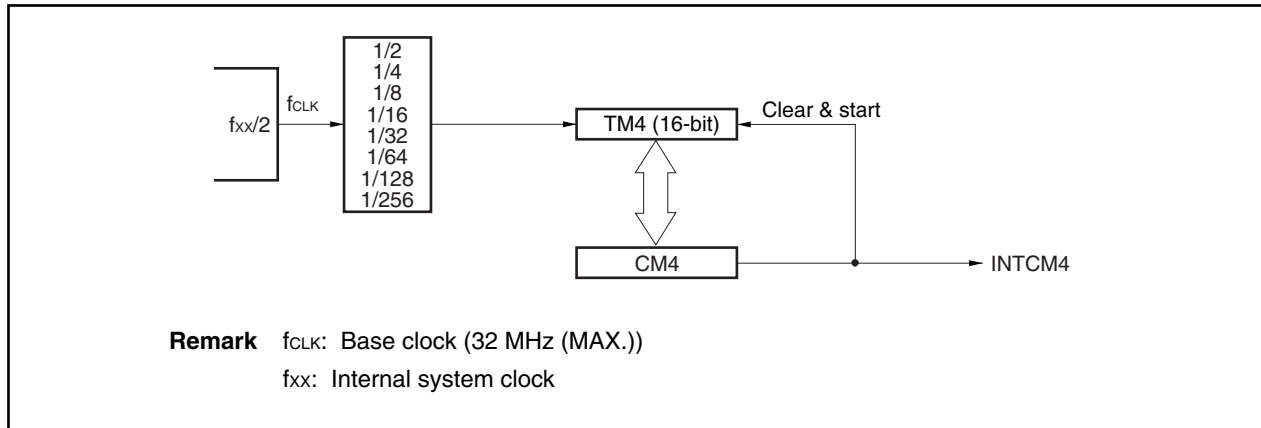 fXX/2
fCLK
1/2
1/4
1/8
1/16
1/32
1/64
1/128
1/256
TM4 (16-bit)
Clear & start
CM4
INTCM4
Remark fCLK: Base clock (32 MHz (MAX.))
fXX: Internal system clock